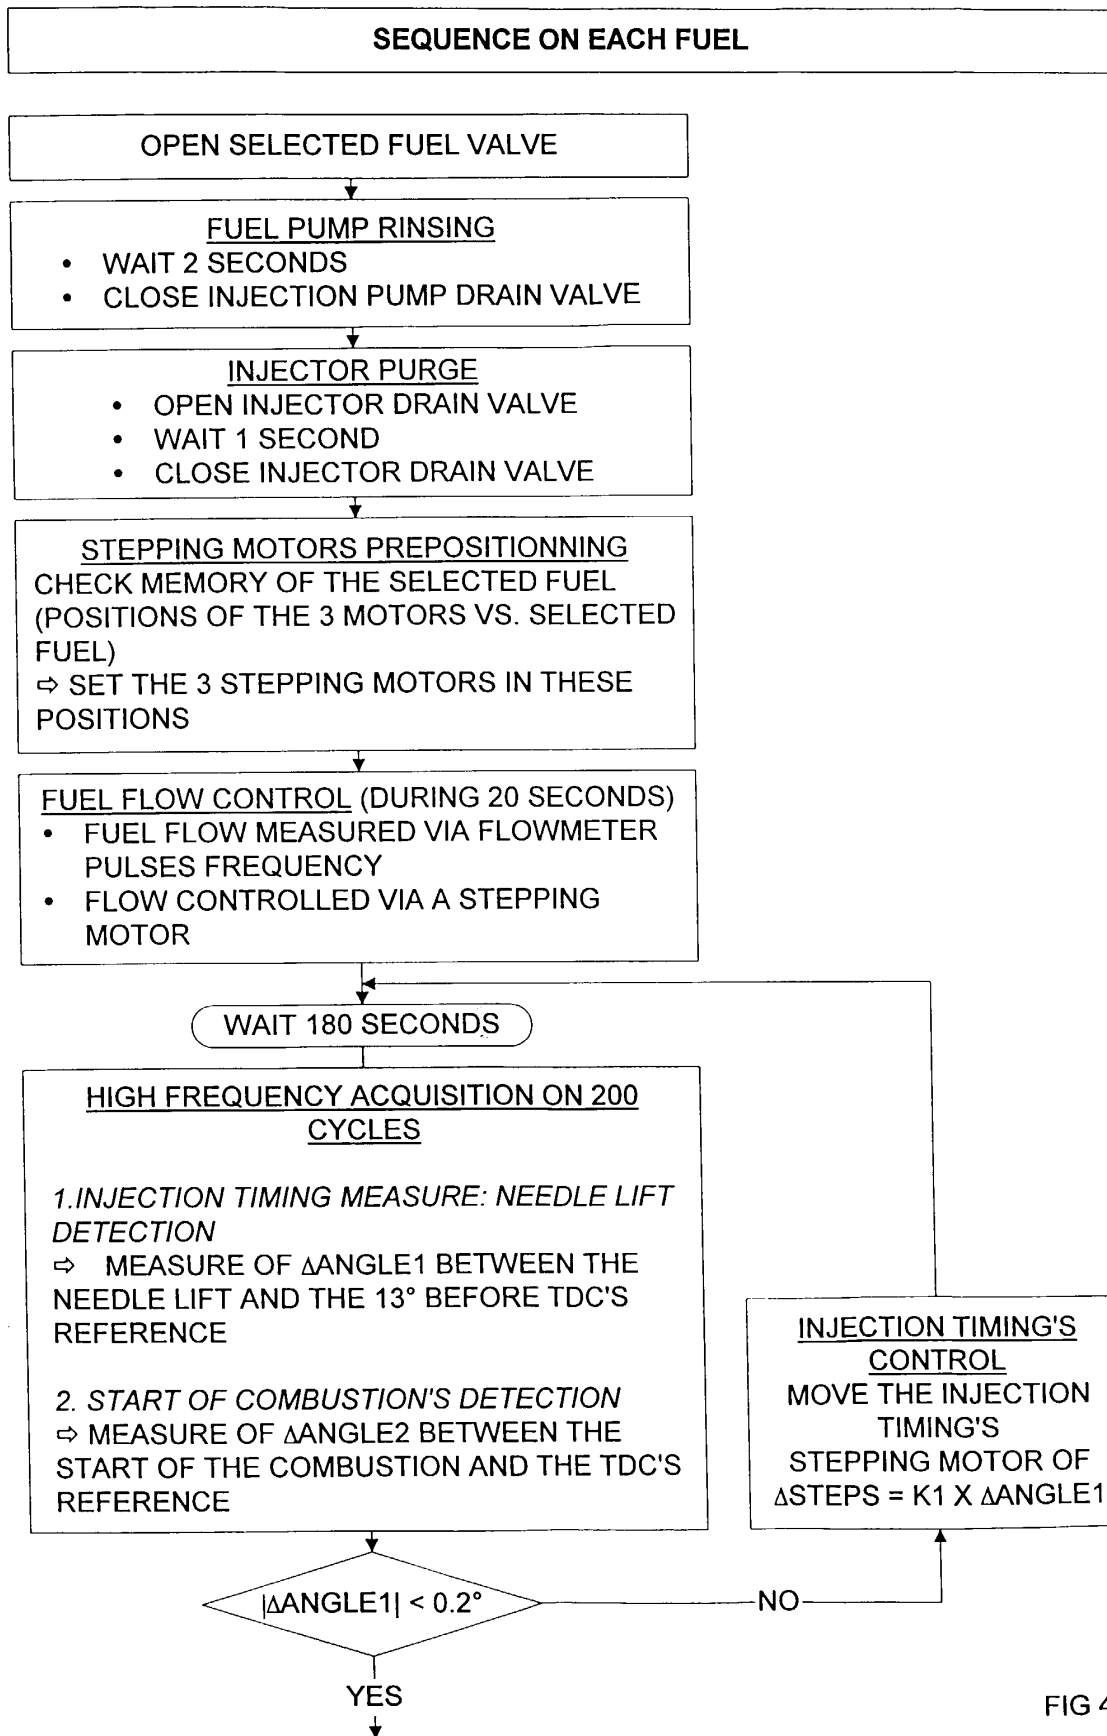 SEQUENCE ON EACH FUEL
OPEN SELECTED FUEL VALVE
FUEL PUMP RINSING
• WAIT 2 SECONDS
• CLOSE INJECTION PUMP DRAIN VALVE
INJECTOR PURGE
• OPEN INJECTOR DRAIN VALVE
• WAIT 1 SECOND
• CLOSE INJECTOR DRAIN VALVE
STEPPING MOTORS PREPOSITIONNING
CHECK MEMORY OF THE SELECTED FUEL
(POSITIONS OF THE 3 MOTORS VS. SELECTED
FUEL)
⇨ SET THE 3 STEPPING MOTORS IN THESE
POSITIONS
FUEL FLOW CONTROL (DURING 20 SECONDS)
• FUEL FLOW MEASURED VIA FLOWMETER
PULSES FREQUENCY
• FLOW CONTROLLED VIA A STEPPING
MOTOR
WAIT 180 SECONDS
HIGH FREQUENCY ACQUISITION ON 200
CYCLES
1.INJECTION TIMING MEASURE: NEEDLE LIFT
DETECTION
⇨ MEASURE OF ΔANGLE1 BETWEEN THE
NEEDLE LIFT AND THE 13° BEFORE TDC'S
REFERENCE
2. START OF COMBUSTION'S DETECTION
⇨ MEASURE OF ΔANGLE2 BETWEEN THE
START OF THE COMBUSTION AND THE TDC'S
REFERENCE
INJECTION TIMING'S
CONTROL
MOVE THE INJECTION
TIMING'S
STEPPING MOTOR OF
ΔSTEPS = K1 X ΔANGLE1
|ΔANGLE1| < 0.2°
NO
YES
FIG 4